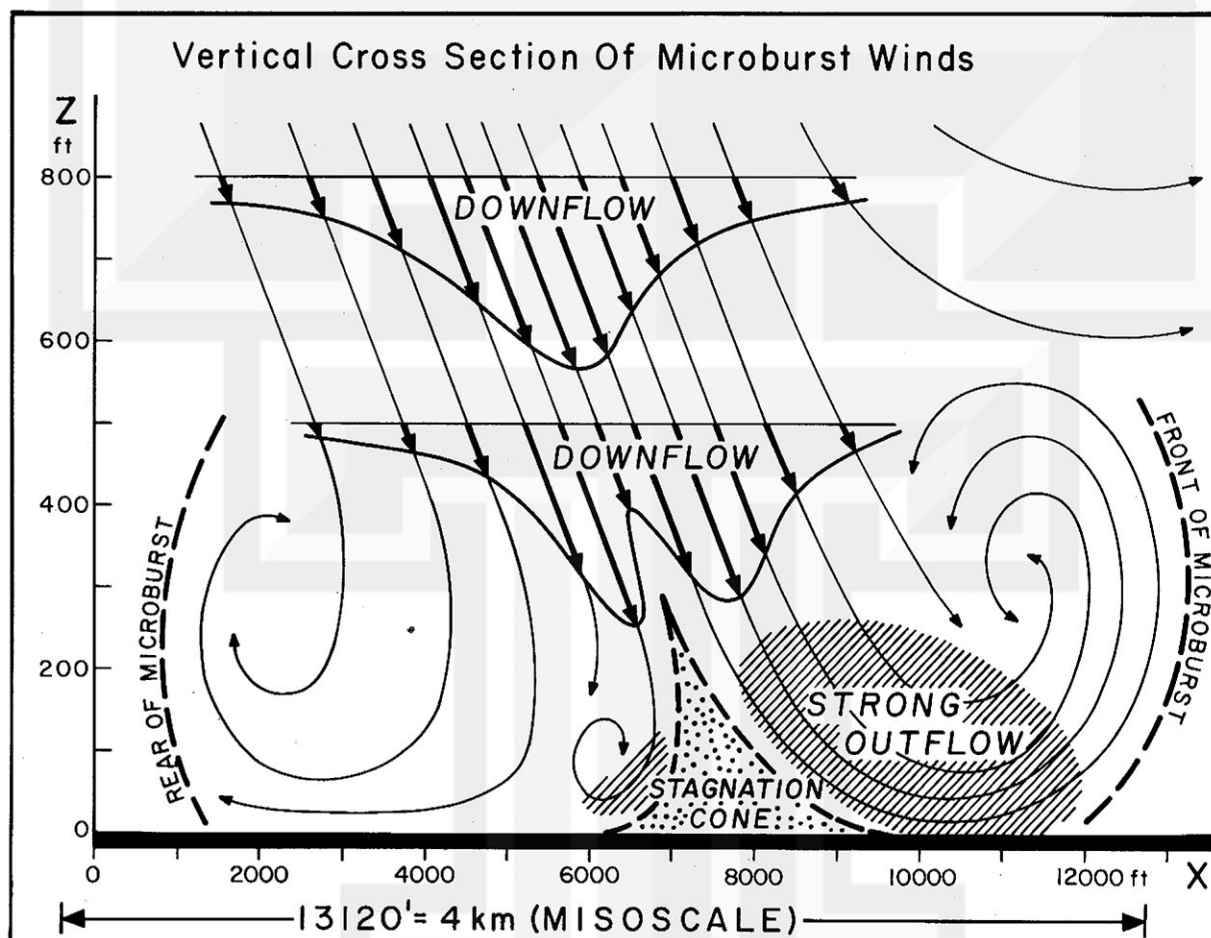 Vertical Cross Section Of Microburst Winds
Z
ft
800
DOWNFLOW
600
DOWNFLOW
400
REAR OF MICROBURST
FRONT OF MICROBURST
200
STRONG
OUTFLOW
STAGNATION
CONE
0
0 2000 4000 6000 8000 10000 12000 ft X
13120' = 4 km (MISOSCALE)